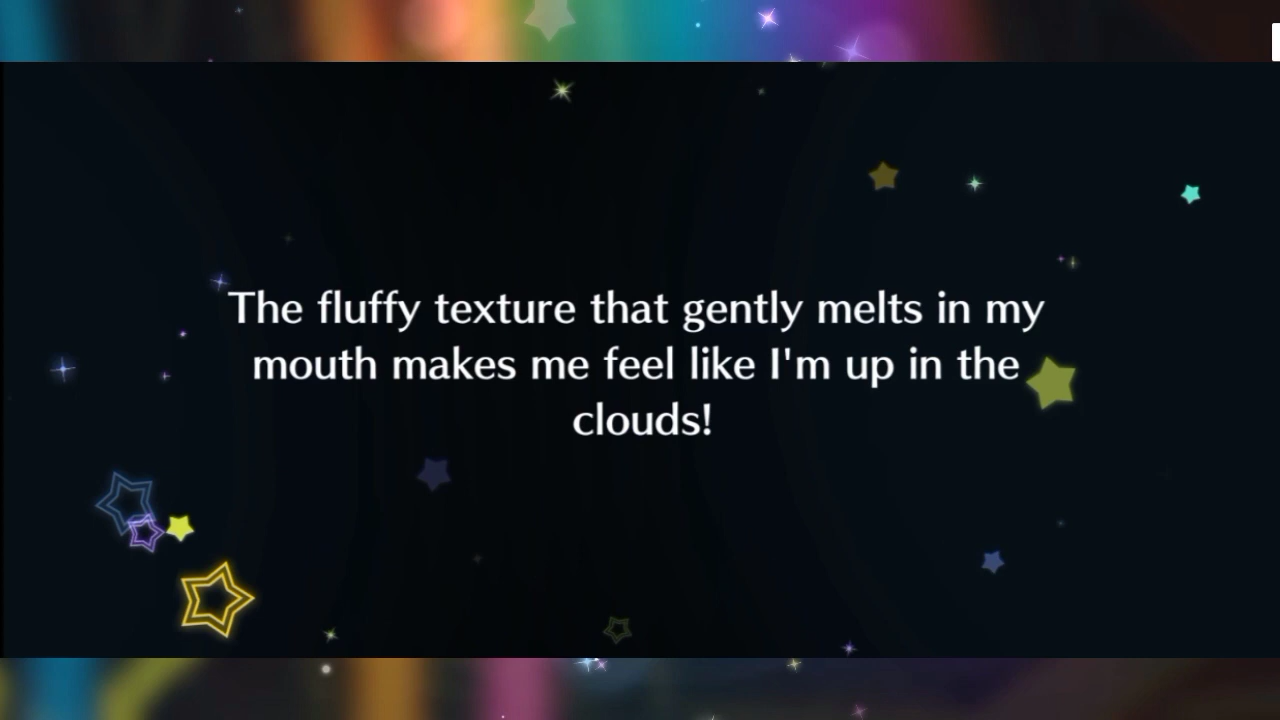 The fluffy texture that gently melts in my
mouth makes me feel like I'm up in the
clouds!